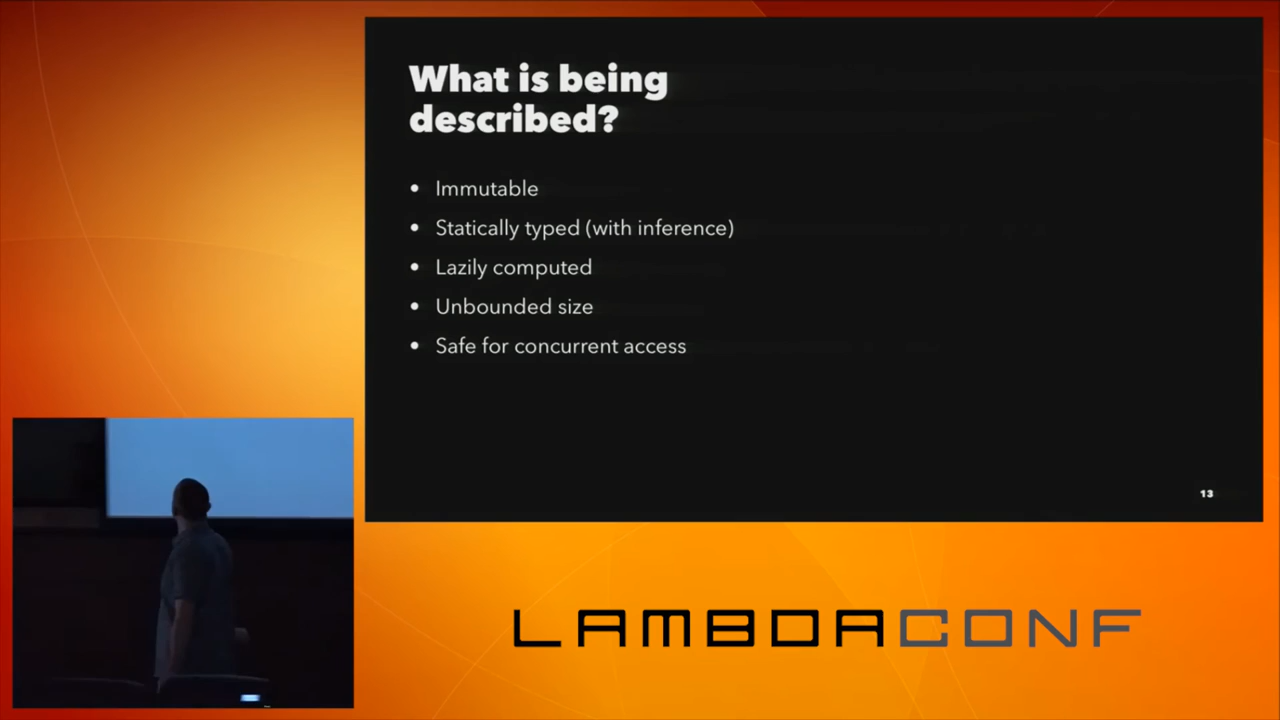 What is being
described?
• Immutable
• Statically typed (with inference)
• Lazily computed
• Unbounded size
• Safe for concurrent access
13
LAMBDACONF